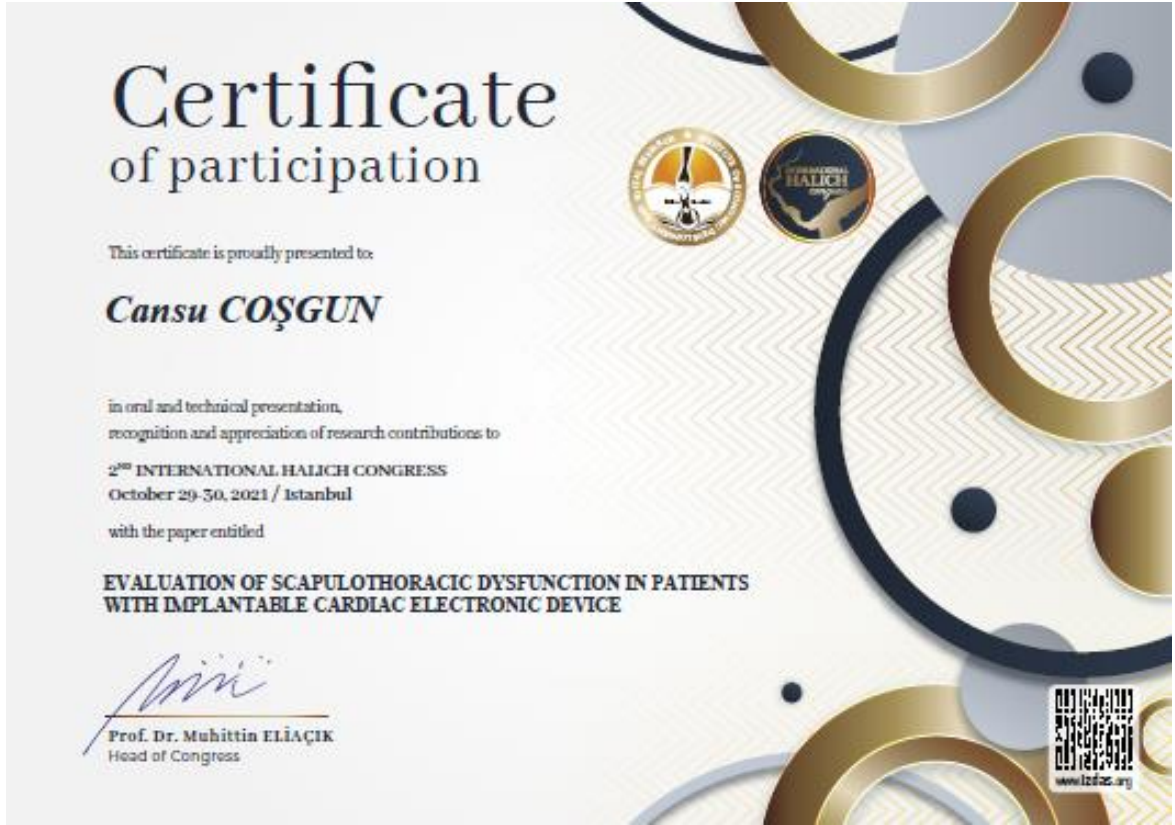 Certificate
of participation
INTERNATIONAL
HALICH
CONGRESS
This certificate is proudly presented to:
Cansu COŞGUN
in oral and technical presentation,
recognition and appreciation of research contributions to
2ND INTERNATIONAL HALICH CONGRESS
October 29-30, 2021 / Istanbul
with the paper entitled
EVALUATION OF SCAPULOTHORACIC DYSFUNCTION IN PATIENTS
WITH IMPLANTABLE CARDIAC ELECTRONIC DEVICE
Prof. Dr. Muhittin ELİAÇIK
Head of Congress
www.izdas.org